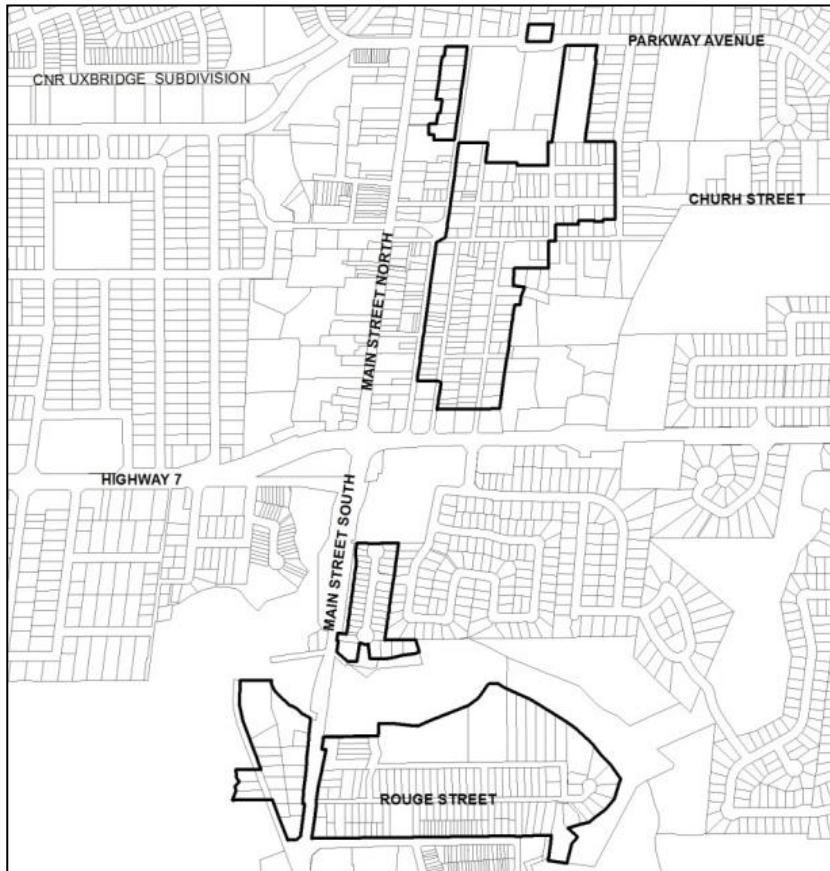 PARKWAY AVENUE
CNR UXBRIDGE SUBDIVISION
CHURH STREET
MAIN STREET NORTH
HIGHWAY 7
MAIN STREET SOUTH
ROUGE STREET